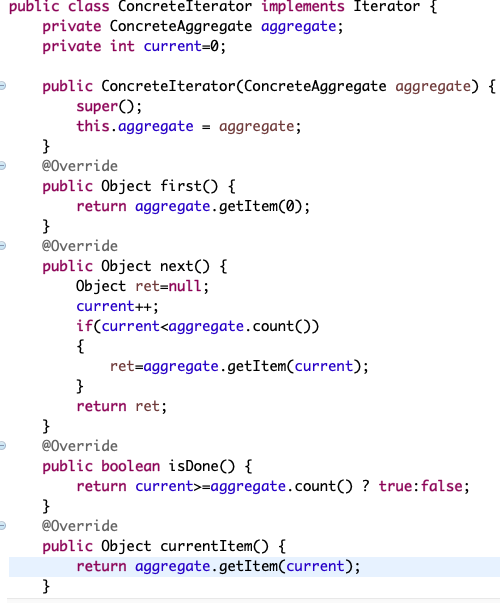 public class ConcreteIterator implements Iterator {
    private ConcreteAggregate aggregate;
    private int current=0;

    public ConcreteIterator(ConcreteAggregate aggregate) {
        super();
        this.aggregate = aggregate;
    }
    @Override
    public Object first() {
        return aggregate.getItem(0);
    }
    @Override
    public Object next() {
        Object ret=null;
        current++;
        if(current<aggregate.count())
        {
            ret=aggregate.getItem(current);
        }
        return ret;
    }
    @Override
    public boolean isDone() {
        return current>=aggregate.count() ? true:false;
    }
    @Override
    public Object currentItem() {
        return aggregate.getItem(current);
    }